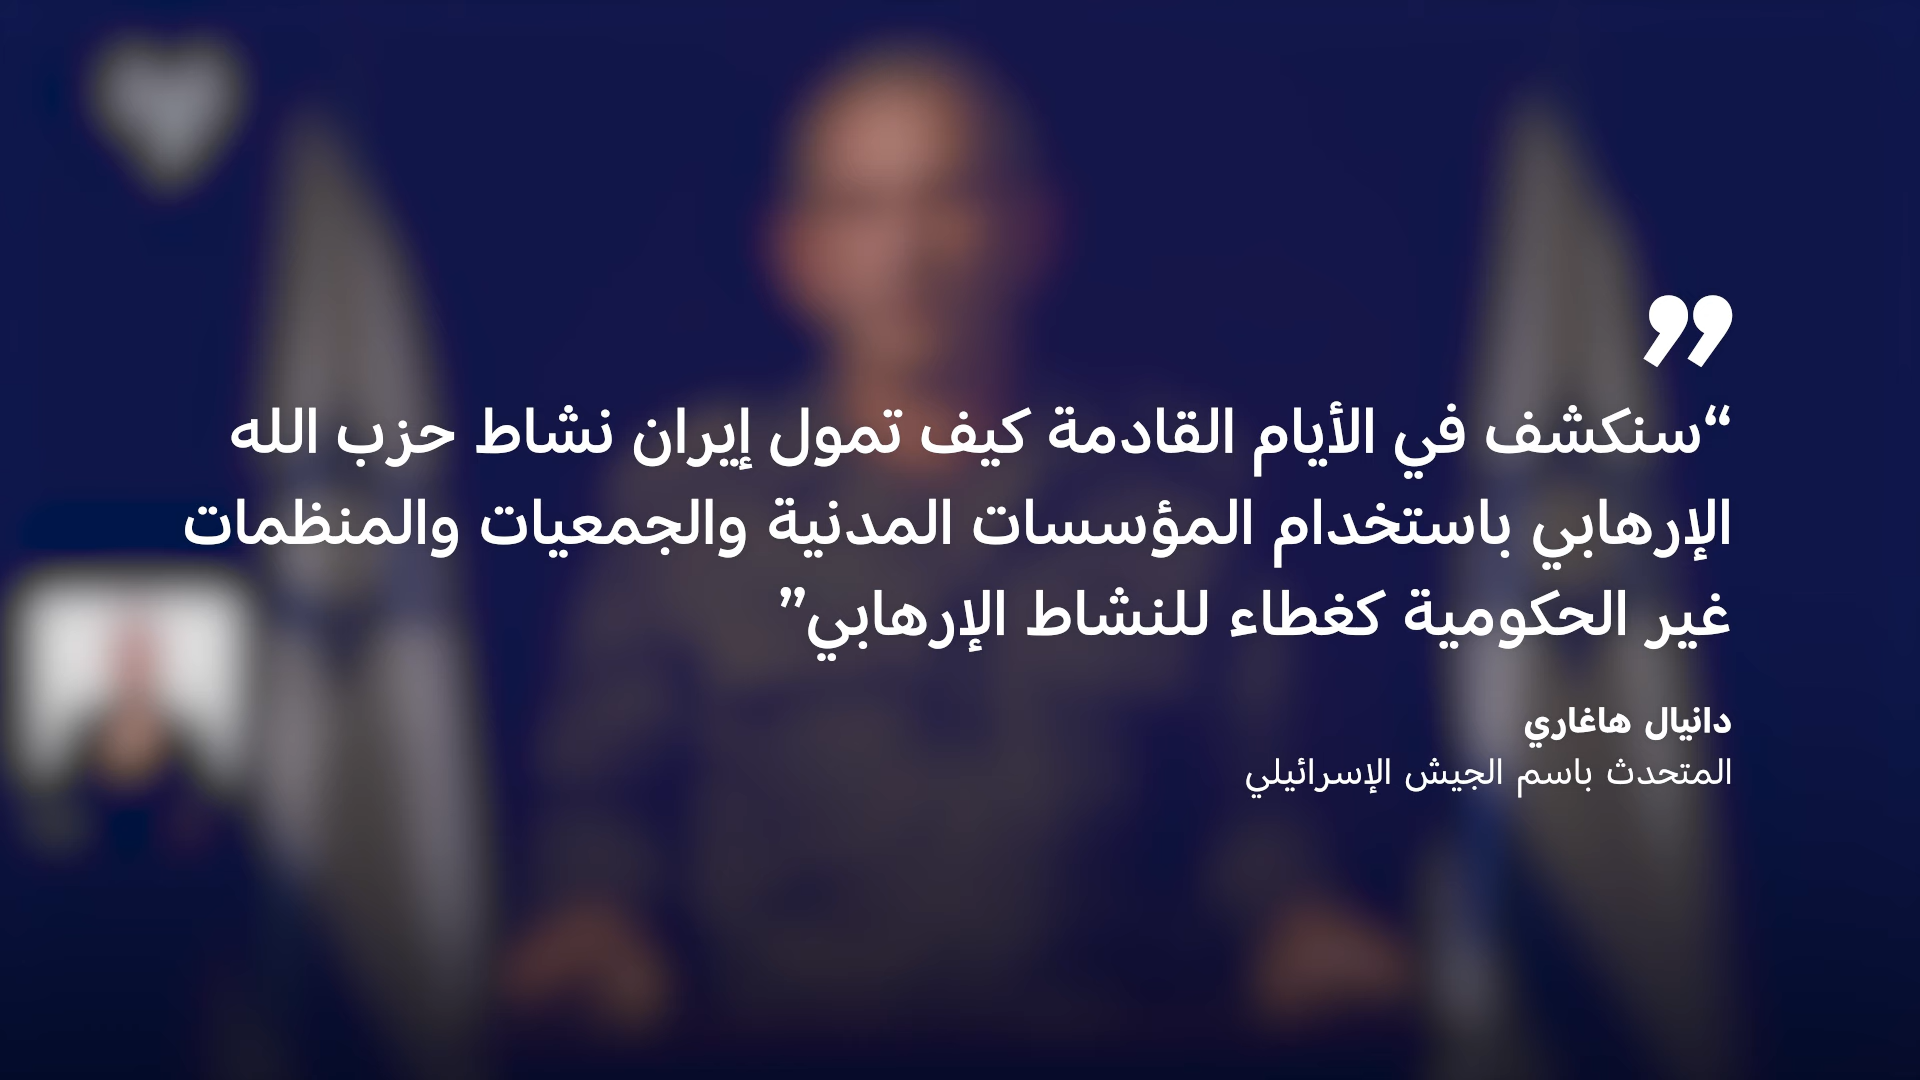 ”
“سنكشف في الأيام القادمة كيف تمول إيران نشاط حزب الله
الإرهابي باستخدام المؤسسات المدنية والجمعيات والمنظمات
غير الحكومية كغطاء للنشاط الإرهابي”
دانيال هاغاري
المتحدث باسم الجيش الإسرائيلي